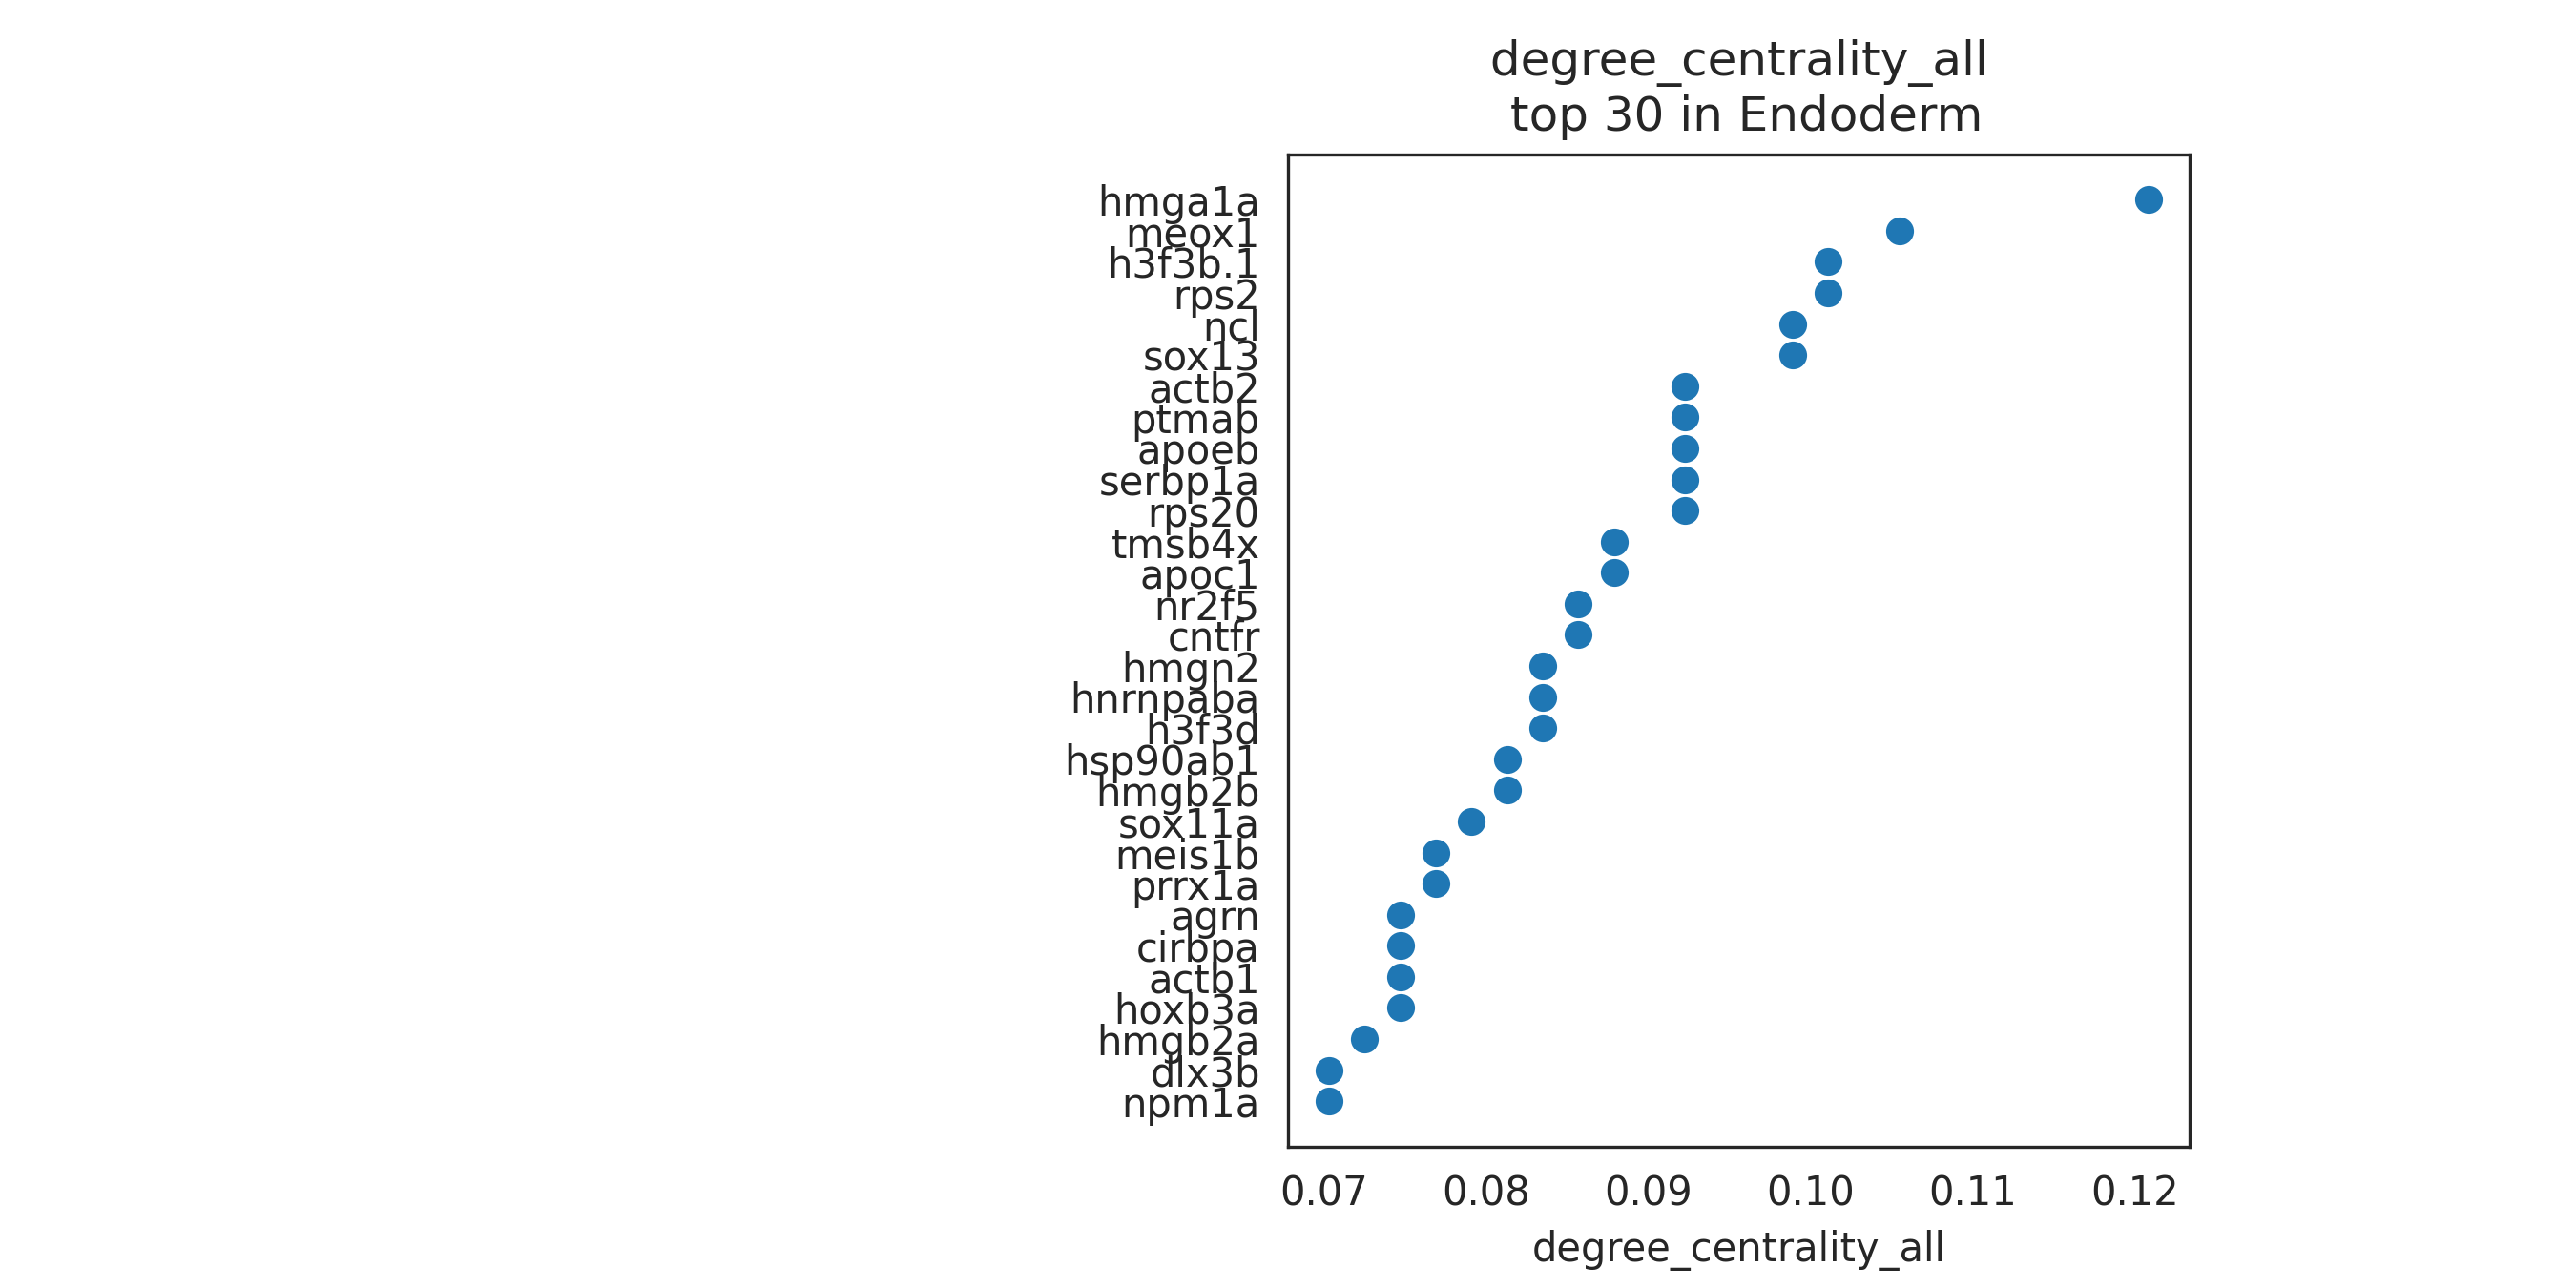 degree_centrality_all
top 30 in Endoderm
hmga1a
meox1
h3f3b.1
rps2
ncl
sox13
actb2
ptmab
apoeb
serbp1a
rps20
tmsb4x
apoc1
nr2f5
cntfr
hmgn2
hnrnpaba
h3f3d
hsp90ab1
hmgb2b
sox11a
meis1b
prrx1a
agrn
cirbpa
actb1
hoxb3a
hmgb2a
dlx3b
npm1a
0.07 0.08 0.09 0.10 0.11 0.12
degree_centrality_all